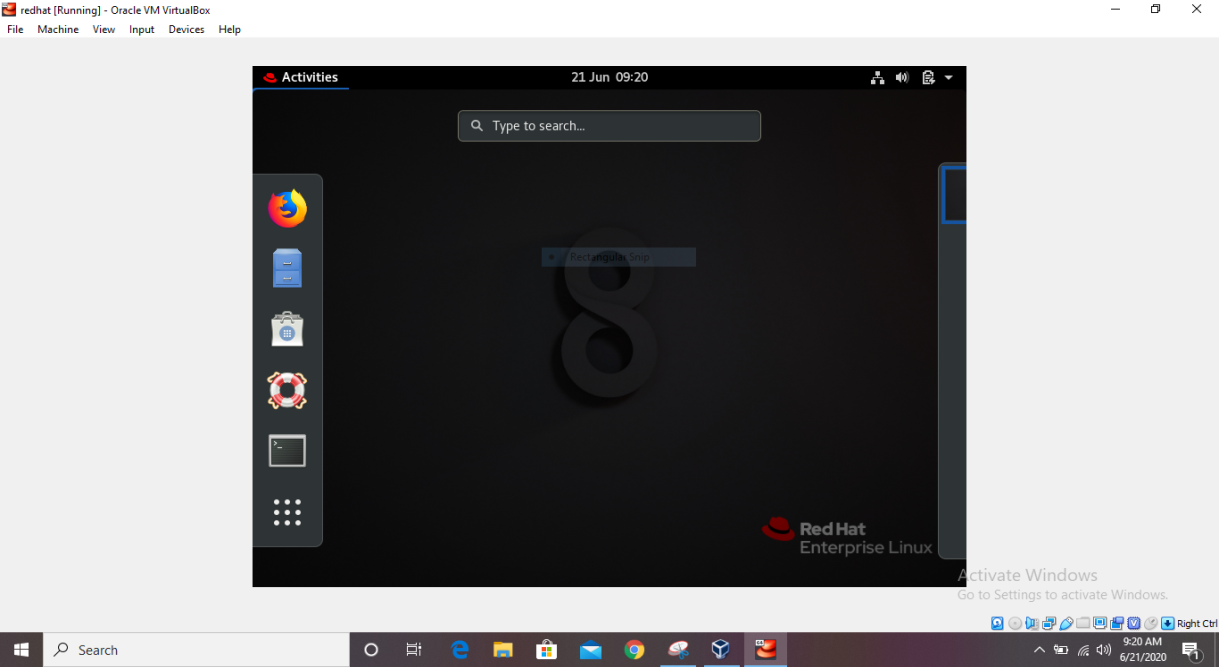 redhat [Running] - Oracle VM VirtualBox
File Machine View Input Devices Help
Activities 21 Jun 09:20
Type to search...
Rectangular Snip
8
Red Hat
Enterprise Linux
Activate Windows
Go to Settings to activate Windows.
Right Ctrl
Search
9:20 AM
6/21/2020
1